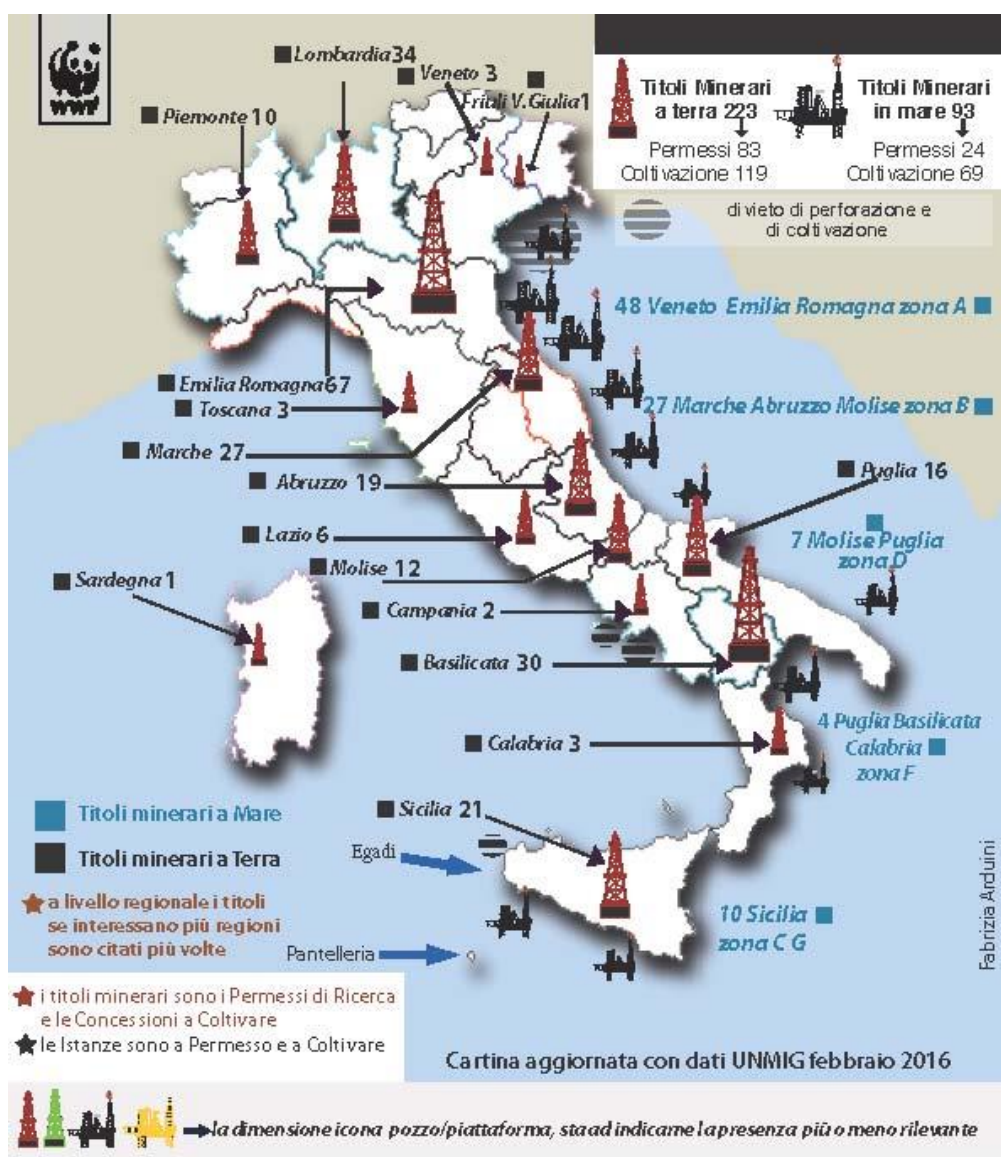 WWF
Lombardia 34
Veneto 3
Friuli V. Giulia 1
Piemonte 10
Titoli Minerari
a terra 223
Permessi 83
Coltivazione 119
Titoli Minerari
in mare 93
Permessi 24
Coltivazione 69
divieto di perforazione e
di coltivazione
48 Veneto Emilia Romagna zona A
Emilia Romagna 67
Toscana 3
27 Marche Abruzzo Molise zona B
Marche 27
Abruzzo 19
Puglia 16
Lazio 6
7 Molise Puglia
zona D
Molise 12
Sardegna 1
Campania 2
Basilicata 30
4 Puglia Basilicata
Calabria
zona F
Calabria 3
Titoli minerari a Mare
Sicilia 21
Titoli minerari a Terra
Egadi
a livello regionale i titoli
se interessano più regioni
sono citati più volte
10 Sicilia
zona C G
Pantelleria
Fabrizia Arduini
i titoli minerari sono i Permessi di Ricerca
e le Concessioni a Coltivare
le Istanze sono a Permesso e a Coltivare
Cartina aggiornata con dati UNMIG febbraio 2016
la dimensione icona pozzo/piattaforma, sta ad indicarne la presenza più o meno rilevante